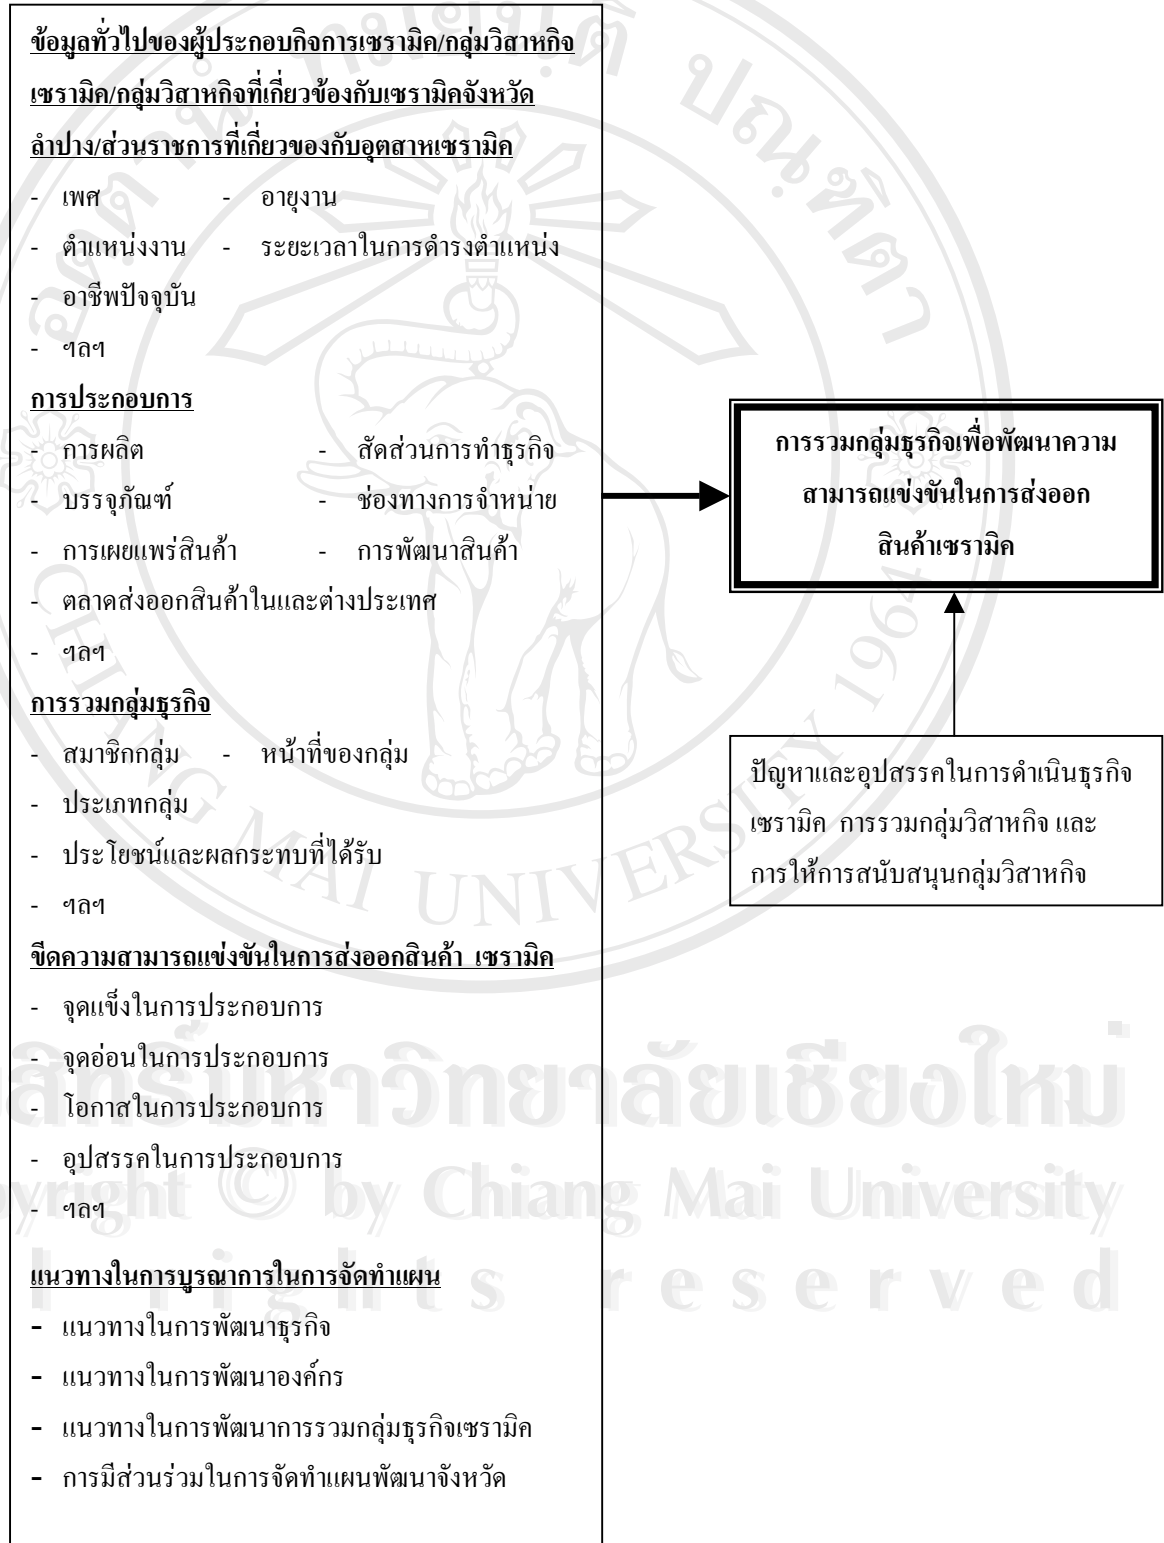 ข้อมูลทั่วไปของผู้ประกอบกิจการเซรามิค/กลุ่มวิสาหกิจ
เซรามิค/กลุ่มวิสาหกิจที่เกี่ยวข้องกับเซรามิคจังหวัด
ลำปาง/ส่วนราชการที่เกี่ยวของกับอุตสาหเซรามิค
- เพศ - อายุงาน
- ตำแหน่งงาน - ระยะเวลาในการดำรงตำแหน่ง
- อาชีพปัจจุบัน
- ฯลฯ
การประกอบการ
- การผลิต - สัดส่วนการทำธุรกิจ
- บรรจุภัณฑ์ - ช่องทางการจำหน่าย
- การเผยแพร่สินค้า - การพัฒนาสินค้า
- ตลาดส่งออกสินค้าในและต่างประเทศ
- ฯลฯ
การรวมกลุ่มธุรกิจ
- สมาชิกกลุ่ม - หน้าที่ของกลุ่ม
- ประเภทกลุ่ม
- ประโยชน์และผลกระทบที่ได้รับ
- ฯลฯ
ขีดความสามารถแข่งขันในการส่งออกสินค้า เซรามิค
- จุดแข็งในการประกอบการ
- จุดอ่อนในการประกอบการ
- โอกาสในการประกอบการ
- อุปสรรคในการประกอบการ
- ฯลฯ
แนวทางในการบูรณาการในการจัดทำแผน
- แนวทางในการพัฒนาธุรกิจ
- แนวทางในการพัฒนาองค์กร
- แนวทางในการพัฒนาการรวมกลุ่มธุรกิจเซรามิค
- การมีส่วนร่วมในการจัดทำแผนพัฒนาจังหวัด
การรวมกลุ่มธุรกิจเพื่อพัฒนาความ
สามารถแข่งขันในการส่งออก
สินค้าเซรามิค
ปัญหาและอุปสรรคในการดำเนินธุรกิจ
เซรามิค การรวมกลุ่มวิสาหกิจ และ
การให้การสนับสนุนกลุ่มวิสาหกิจ
CHIANG MAI UNIVERSITY 1964
สิทธิ์มหาวิทยาลัยเชียงใหม่
yright © by Chiang Mai University
l rights reserved